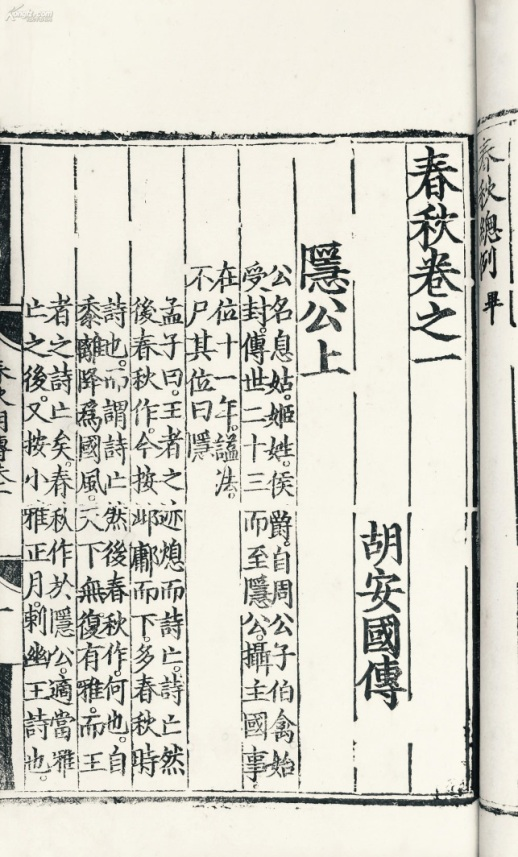 春秋總例 畢
春秋卷之一
胡安國傳
隱公上
公名息姑。姬姓。侯爵。自周公子伯禽始
受封。傳世二十三而至隱公。攝主國事
在位十一年。謚法。
不尸其位曰隱
孟子曰。王者之迹熄而詩亡。詩亡然
後春秋作。今按邶鄘而下。多春秋時
詩也。而謂詩亡然後春秋作。何也。自
黍離降為國風。天下無復有雅。而王
者之詩亡矣。春秋作於隱公。適當雅
亡之後。又按小雅正月。刺幽王詩也。